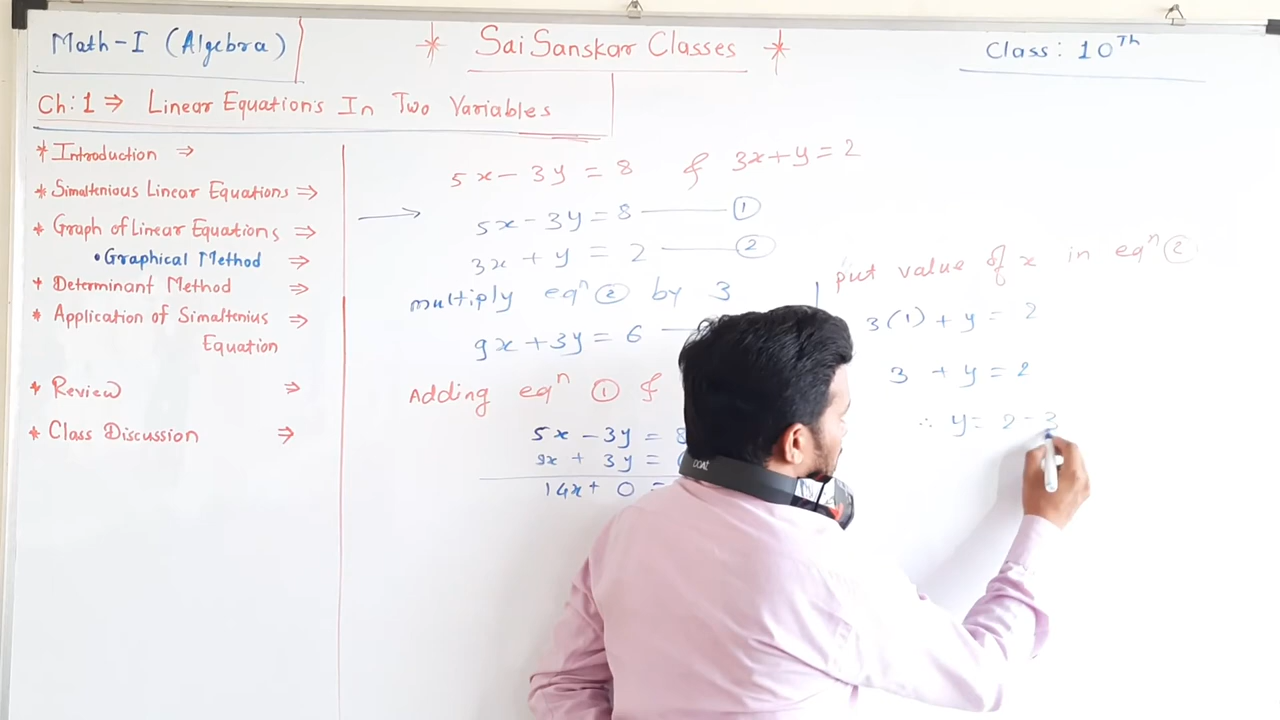 Math-I (Algebra)
* Sai Sanskar Classes *
Class: 10Th
Ch: 1 ⇒ Linear Equations In Two Variables
* Introduction ⇒
* Simaltenious Linear Equations ⇒
* Graph of Linear Equations ⇒
• Graphical Method ⇒
* Determinant Method ⇒
* Application of Simaltenius ⇒
Equation
* Review ⇒
* Class Discussion ⇒
5x - 3y = 8 & 3x + y = 2
→ 5x - 3y = 8 —— ①
3x + y = 2 —— ②
multiply eqn ② by 3
9x + 3y = 6 —
Adding eqn ① &
5x - 3y = 8
9x + 3y =
14x + 0 =
put value of x in eqn ②
3(1) + y = 2
3 + y = 2
∴ y = 2 - 3